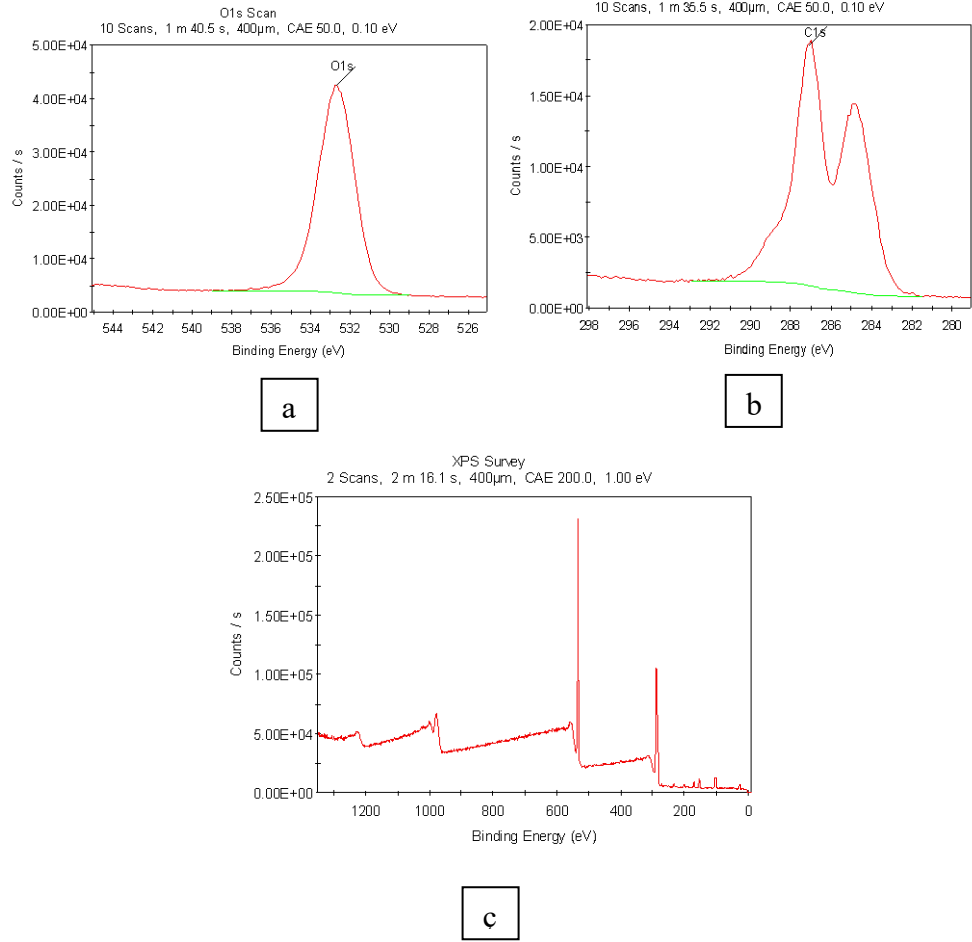 O1s Scan
10 Scans, 1 m 40.5 s, 400µm, CAE 50.0, 0.10 eV
5.00E+04
4.00E+04
3.00E+04
2.00E+04
1.00E+04
0.00E+00
Counts / s
O1s
544 542 540 538 536 534 532 530 528 526
Binding Energy (eV)
a
10 Scans, 1 m 35.5 s, 400µm, CAE 50.0, 0.10 eV
2.00E+04
1.50E+04
1.00E+04
5.00E+03
0.00E+00
Counts / s
C1s
298 296 294 292 290 288 286 284 282 280
Binding Energy (eV)
b
XPS Survey
2 Scans, 2 m 16.1 s, 400µm, CAE 200.0, 1.00 eV
2.50E+05
2.00E+05
1.50E+05
1.00E+05
5.00E+04
0.00E+00
Counts / s
1200 1000 800 600 400 200 0
Binding Energy (eV)
ç